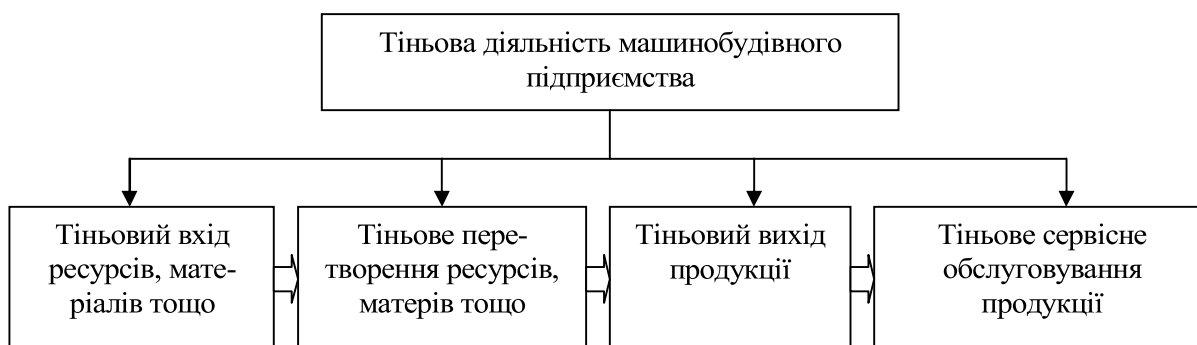 Тіньова діяльність машинобудівного
підприємства
Тіньовий вхід
ресурсів, мате-
ріалів тощо
Тіньове пере-
творення ресурсів,
матерів тощо
Тіньовий вихід
продукції
Тіньове сервісне
обслуговування
продукції